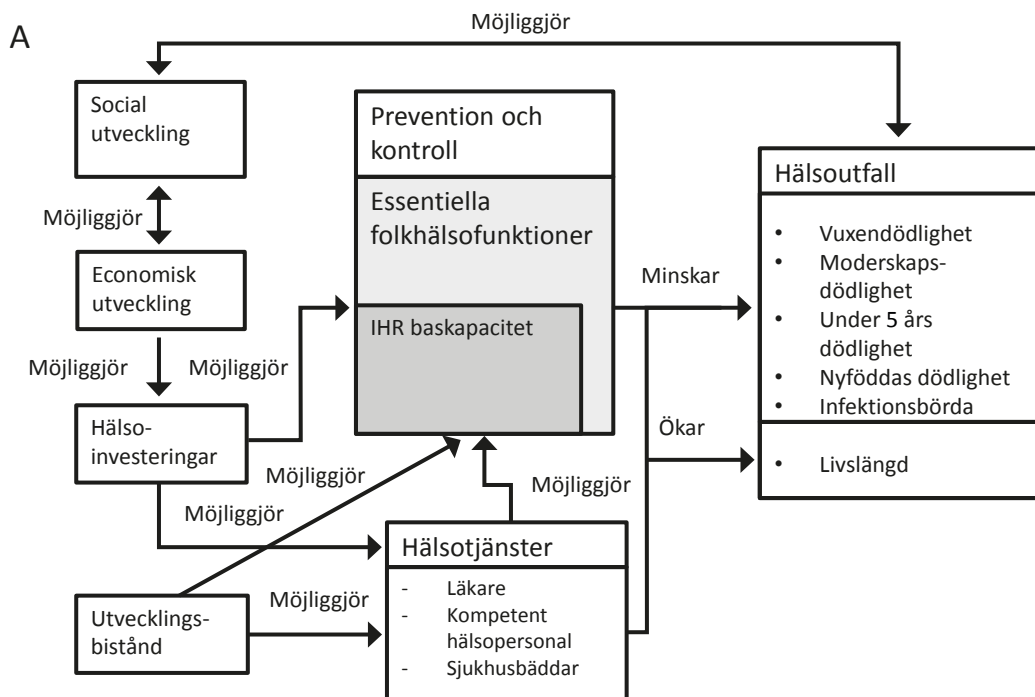 A
Möjliggjör
Social
utveckling
Möjliggjör
Economisk
utveckling
Möjliggjör
Möjliggjör
Hälso-
investeringar
Möjliggjör
Möjliggjör
Utvecklings-
bistånd
Möjliggjör
Prevention och
kontroll
Essentiella
folkhälsofunktioner
IHR baskapacitet
Möjliggjör
Hälsotjänster
- Läkare
- Kompetent
hälsopersonal
- Sjukhusbäddar
Minskar
Ökar
Hälsoutfall
• Vuxendödlighet
• Moderskaps-
dödlighet
• Under 5 års
dödlighet
• Nyföddas dödlighet
• Infektionsbörda
• Livslängd